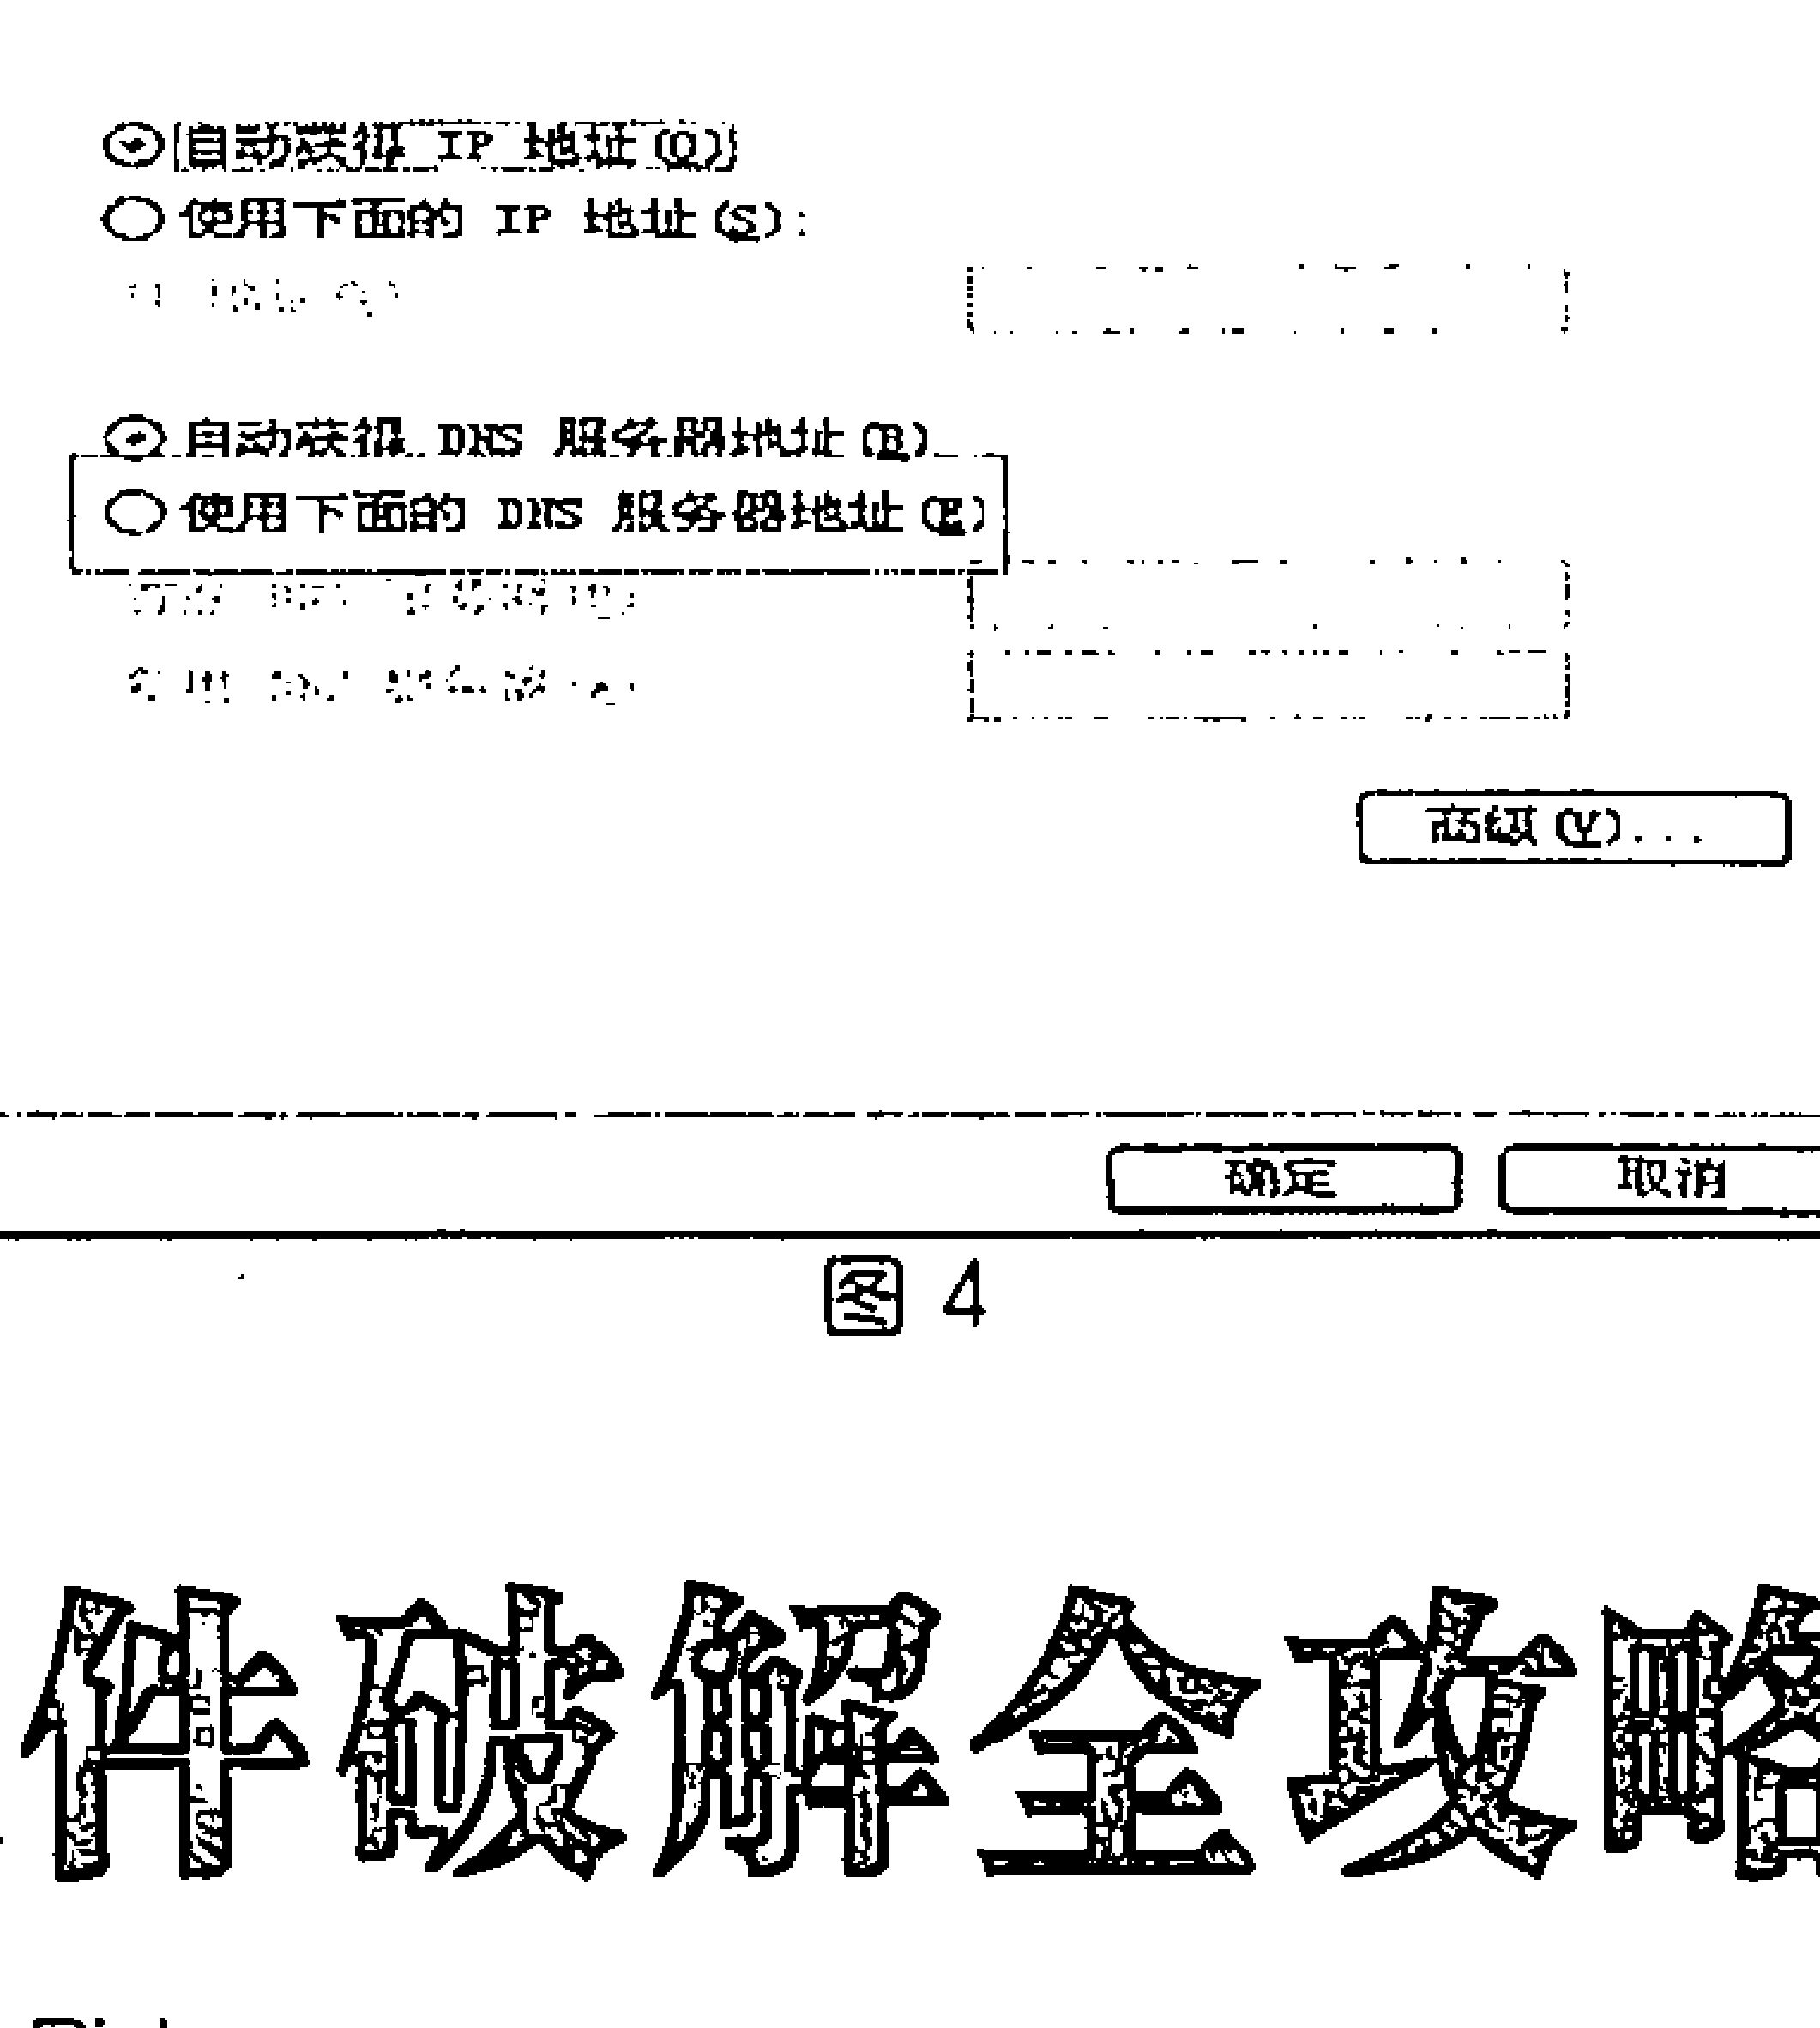 自动获得 IP 地址(O)
使用下面的 IP 地址(S):
自动获得 DNS 服务器地址(B)
使用下面的 DNS 服务器地址(E)
高级(V)...
确定
取消
图 4
件破解全攻略